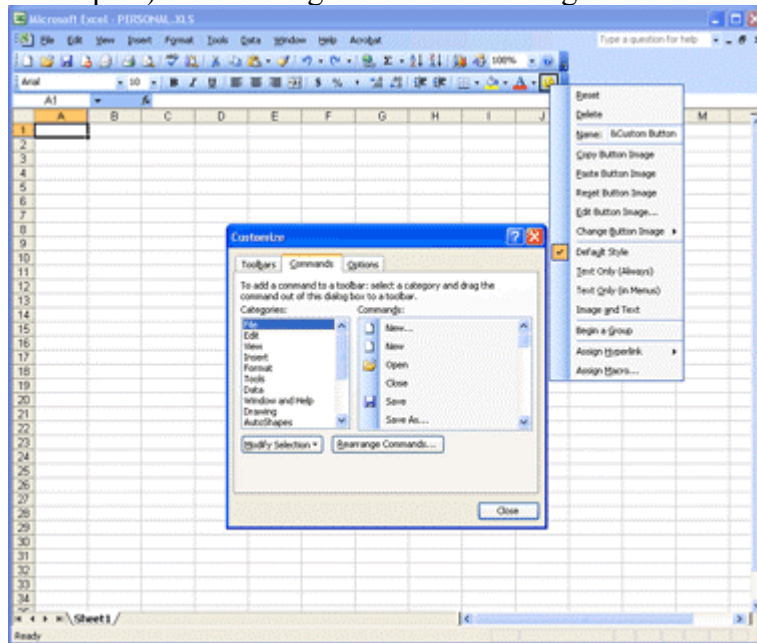 Microsoft Excel - PERSONAL.XLS
File Edit View Insert Format Tools Data Window Help Acrobat
Type a question for help
100%
Arial 10 B I U $ % A
A1 fx
A B C D E F G H I J M
1
2
3
4
5
6
7
8
9
10
11
12
13
14
15
16
17
18
19
20
21
22
23
24
25
26
27
28
29
30
31
32
33
34
Reset
Delete
Name: &Custom Button
Copy Button Image
Paste Button Image
Reset Button Image
Edit Button Image...
Change Button Image
Default Style
Text Only (Always)
Text Only (in Menus)
Image and Text
Begin a Group
Assign Hyperlink
Assign Macro...
Customize
Toolbars Commands Options
To add a command to a toolbar: select a category and drag the
command out of this dialog box to a toolbar.
Categories: Commands:
File
Edit
View
Insert
Format
Tools
Data
Window and Help
Drawing
AutoShapes
New...
New
Open
Close
Save
Save As...
Modify Selection Rearrange Commands...
Close
Sheet1
Ready